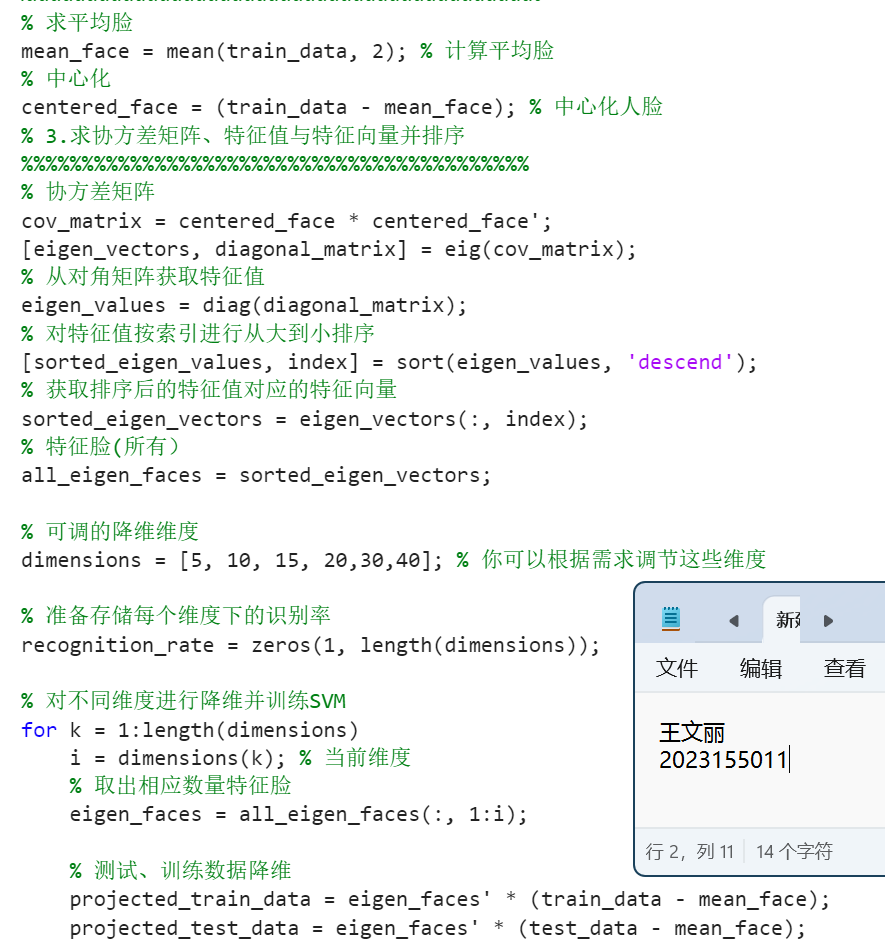 % 求平均脸
mean_face = mean(train_data, 2); % 计算平均脸
% 中心化
centered_face = (train_data - mean_face); % 中心化人脸
% 3.求协方差矩阵、特征值与特征向量并排序
%%%%%%%%%%%%%%%%%%%%%%%%%%%%%%%%%%%%%%%%%%
% 协方差矩阵
cov_matrix = centered_face * centered_face';
[eigen_vectors, diagonal_matrix] = eig(cov_matrix);
% 从对角矩阵获取特征值
eigen_values = diag(diagonal_matrix);
% 对特征值按索引进行从大到小排序
[sorted_eigen_values, index] = sort(eigen_values, 'descend');
% 获取排序后的特征值对应的特征向量
sorted_eigen_vectors = eigen_vectors(:, index);
% 特征脸(所有）
all_eigen_faces = sorted_eigen_vectors;
% 可调的降维维度
dimensions = [5, 10, 15, 20,30,40]; % 你可以根据需求调节这些维度
% 准备存储每个维度下的识别率
recognition_rate = zeros(1, length(dimensions));
% 对不同维度进行降维并训练SVM
for k = 1:length(dimensions)
i = dimensions(k); % 当前维度
% 取出相应数量特征脸
eigen_faces = all_eigen_faces(:, 1:i);
% 测试、训练数据降维
projected_train_data = eigen_faces' * (train_data - mean_face);
projected_test_data = eigen_faces' * (test_data - mean_face);
新
文件 编辑 查看
王文丽
2023155011
行 2，列 11 14 个字符